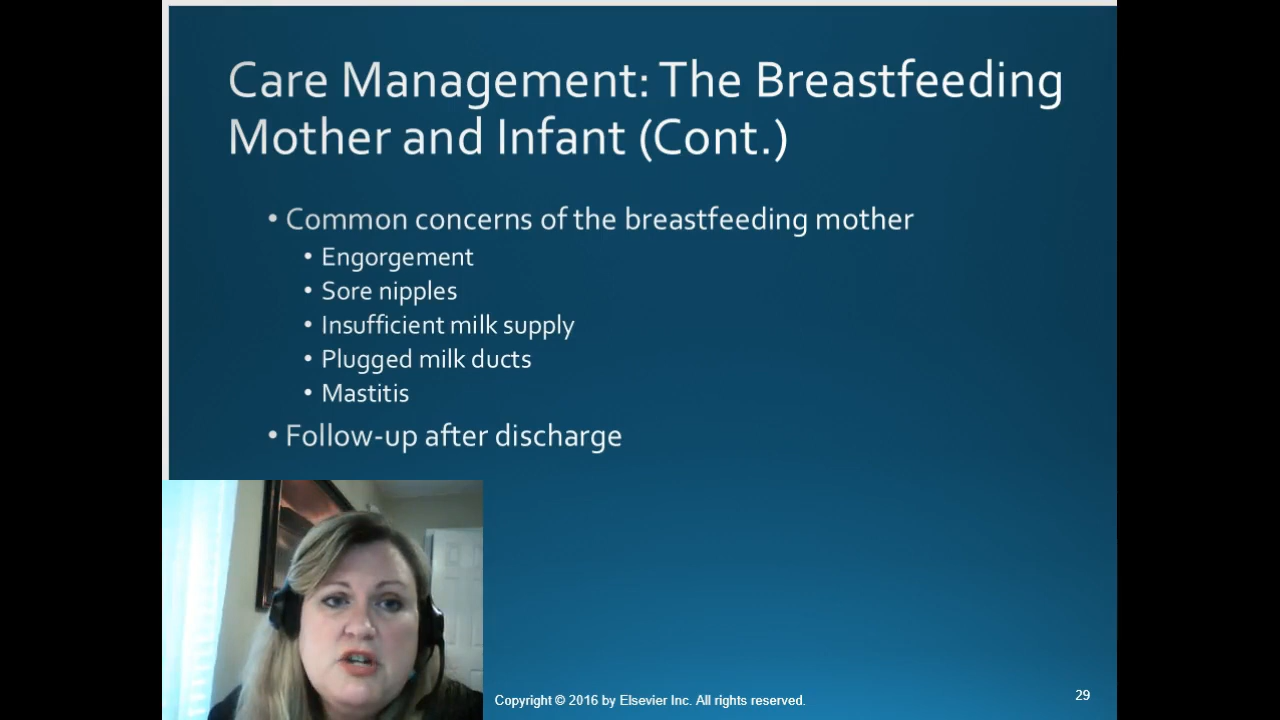 Care Management: The Breastfeeding
Mother and Infant (Cont.)
• Common concerns of the breastfeeding mother
• Engorgement
• Sore nipples
• Insufficient milk supply
• Plugged milk ducts
• Mastitis
• Follow-up after discharge
Copyright © 2016 by Elsevier Inc. All rights reserved.
29